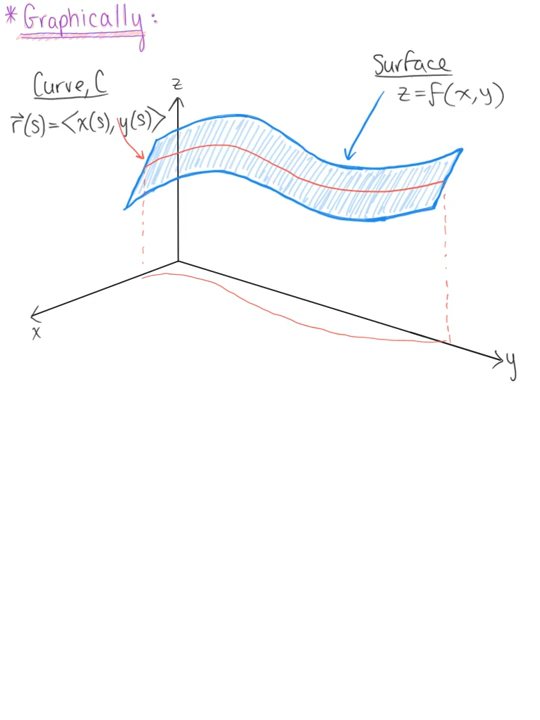 *Graphically:
Curve, C
r⃗(s)=<x(s), y(s)>
Surface
z=f(x,y)
z
x
y